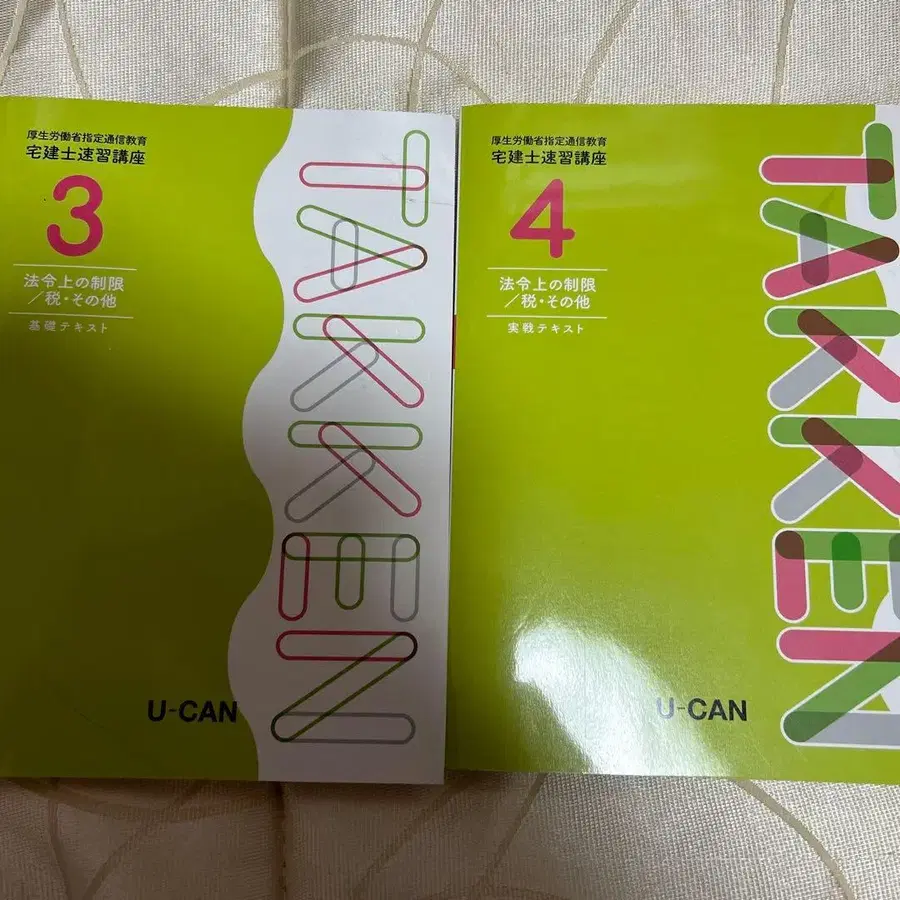 厚生労働省指定通信教育
宅建士速習講座
3
法令上の制限
／税・その他
基礎テキスト
TAKKEN
U-CAN
厚生労働省指定通信教育
宅建士速習講座
4
法令上の制限
／税・その他
実戦テキスト
TAKKEN
U-CAN